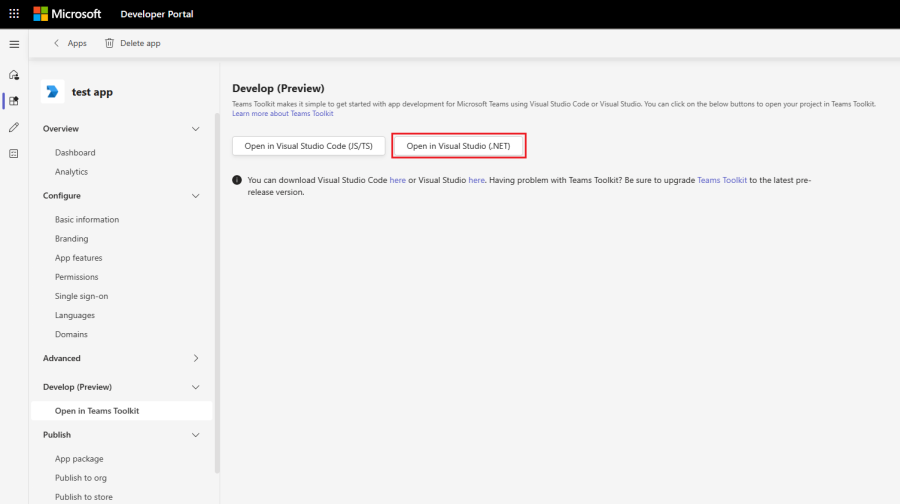 Microsoft Developer Portal
Apps Delete app
test app
Overview
Dashboard
Analytics
Configure
Basic information
Branding
App features
Permissions
Single sign-on
Languages
Domains
Advanced
Develop (Preview)
Open in Teams Toolkit
Publish
App package
Publish to org
Publish to store
Develop (Preview)
Teams Toolkit makes it simple to get started with app development for Microsoft Teams using Visual Studio Code or Visual Studio. You can click on the below buttons to open your project in Teams Toolkit.
Learn more about Teams Toolkit
Open in Visual Studio Code (JS/TS) Open in Visual Studio (.NET)
You can download Visual Studio Code here or Visual Studio here. Having problem with Teams Toolkit? Be sure to upgrade Teams Toolkit to the latest pre-
release version.